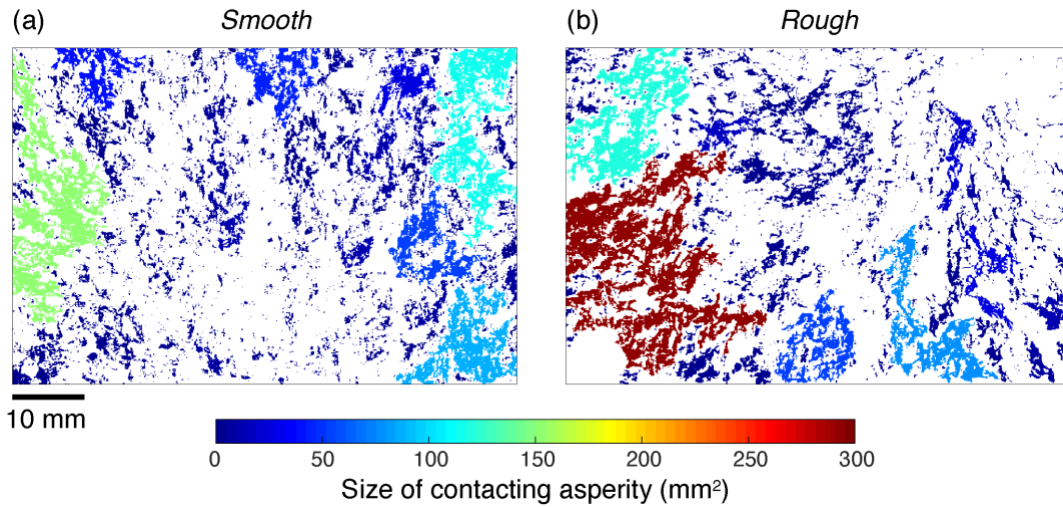 (a) Smooth
(b) Rough
10 mm
0 50 100 150 200 250 300
Size of contacting asperity (mm²)